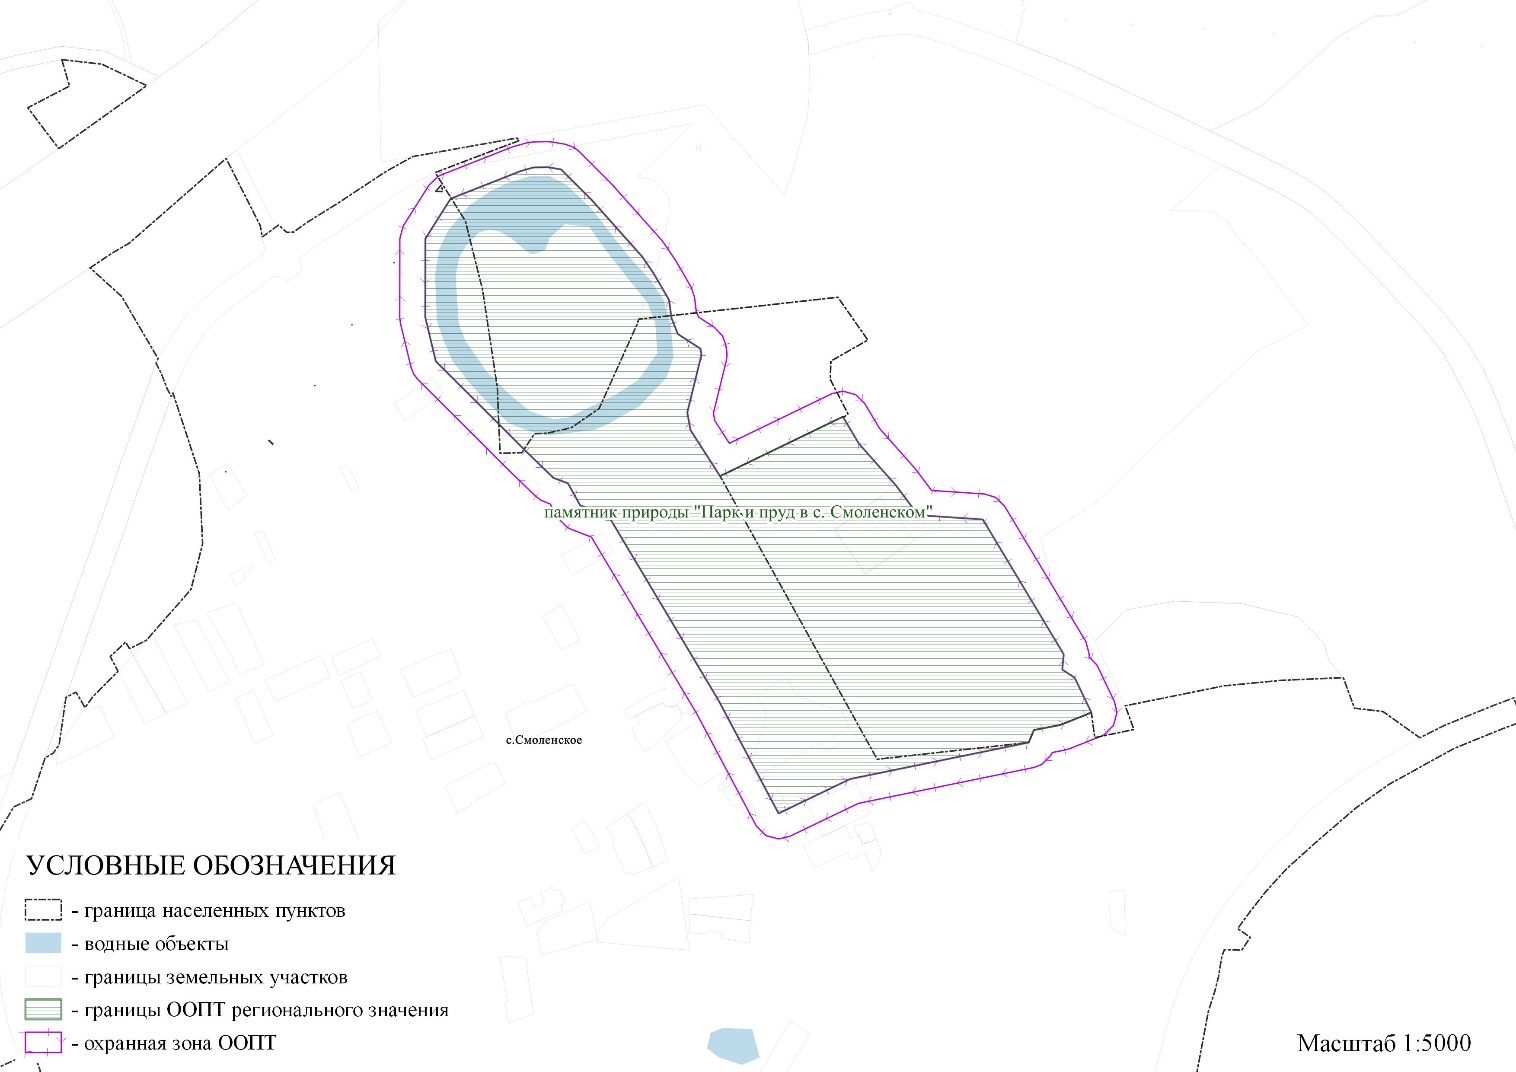 памятник природы "Парк и пруд в с. Смоленском"
с.Смоленское
УСЛОВНЫЕ ОБОЗНАЧЕНИЯ
- граница населенных пунктов
- водные объекты
- границы земельных участков
- границы ООПТ регионального значения
- охранная зона ООПТ
Масштаб 1:5000